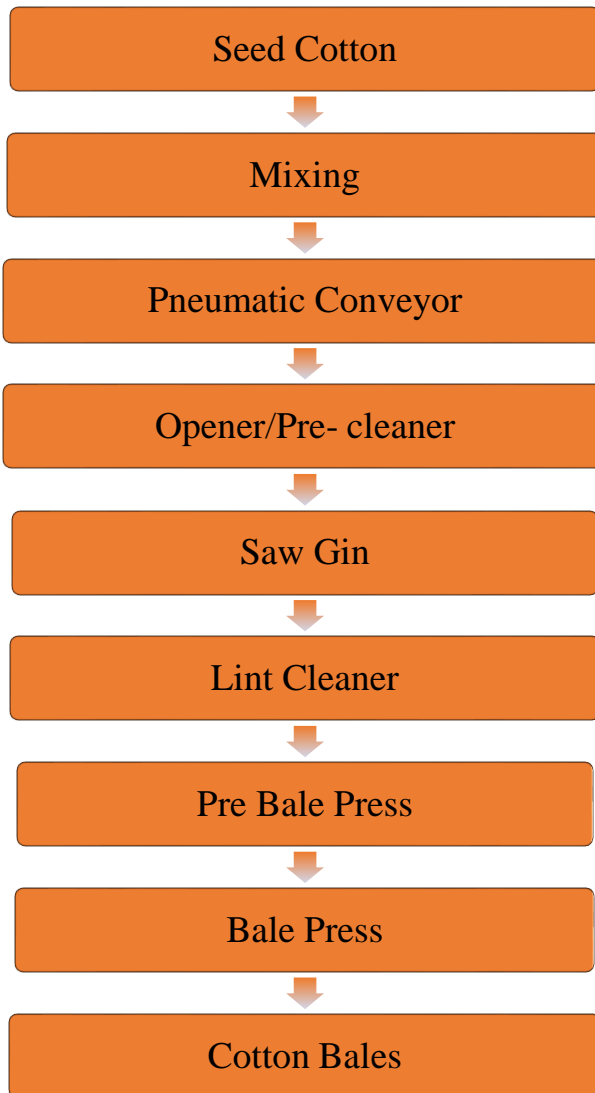 Seed Cotton
Mixing
Pneumatic Conveyor
Opener/Pre- cleaner
Saw Gin
Lint Cleaner
Pre Bale Press
Bale Press
Cotton Bales